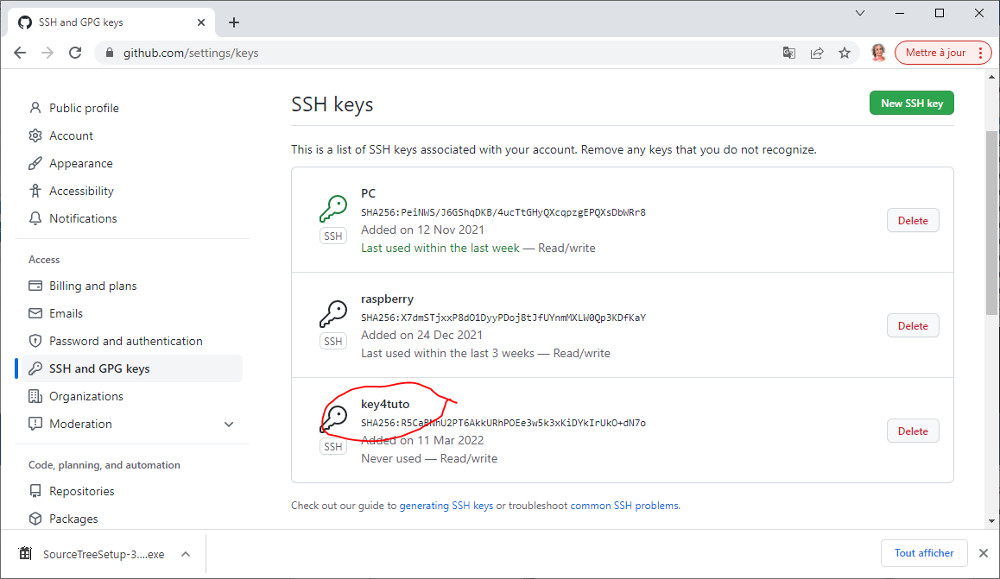 SSH and GPG keys
github.com/settings/keys
Mettre à jour
Public profile
Account
Appearance
Accessibility
Notifications
Access
Billing and plans
Emails
Password and authentication
SSH and GPG keys
Organizations
Moderation
Code, planning, and automation
Repositories
Packages
SSH keys
New SSH key
This is a list of SSH keys associated with your account. Remove any keys that you do not recognize.
PC
SHA256:PeiNWS/J6GShqDKB/4ucTtGHyQXcqpzgEPQXsDbWRr8
SSH
Added on 12 Nov 2021
Last used within the last week — Read/write
Delete
raspberry
SHA256:X7dmSTjxxP8dO1DyyPDoj8tJfUYnmMXLW0Qp3KDfKaY
SSH
Added on 24 Dec 2021
Last used within the last 3 weeks — Read/write
Delete
key4tuto
SHA256:R5CaBNhU2PT6AkkURhPOEe3w5k3xKiDYkIrUkO+dN7o
SSH
Added on 11 Mar 2022
Never used — Read/write
Delete
Check out our guide to generating SSH keys or troubleshoot common SSH problems.
SourceTreeSetup-3....exe
Tout afficher